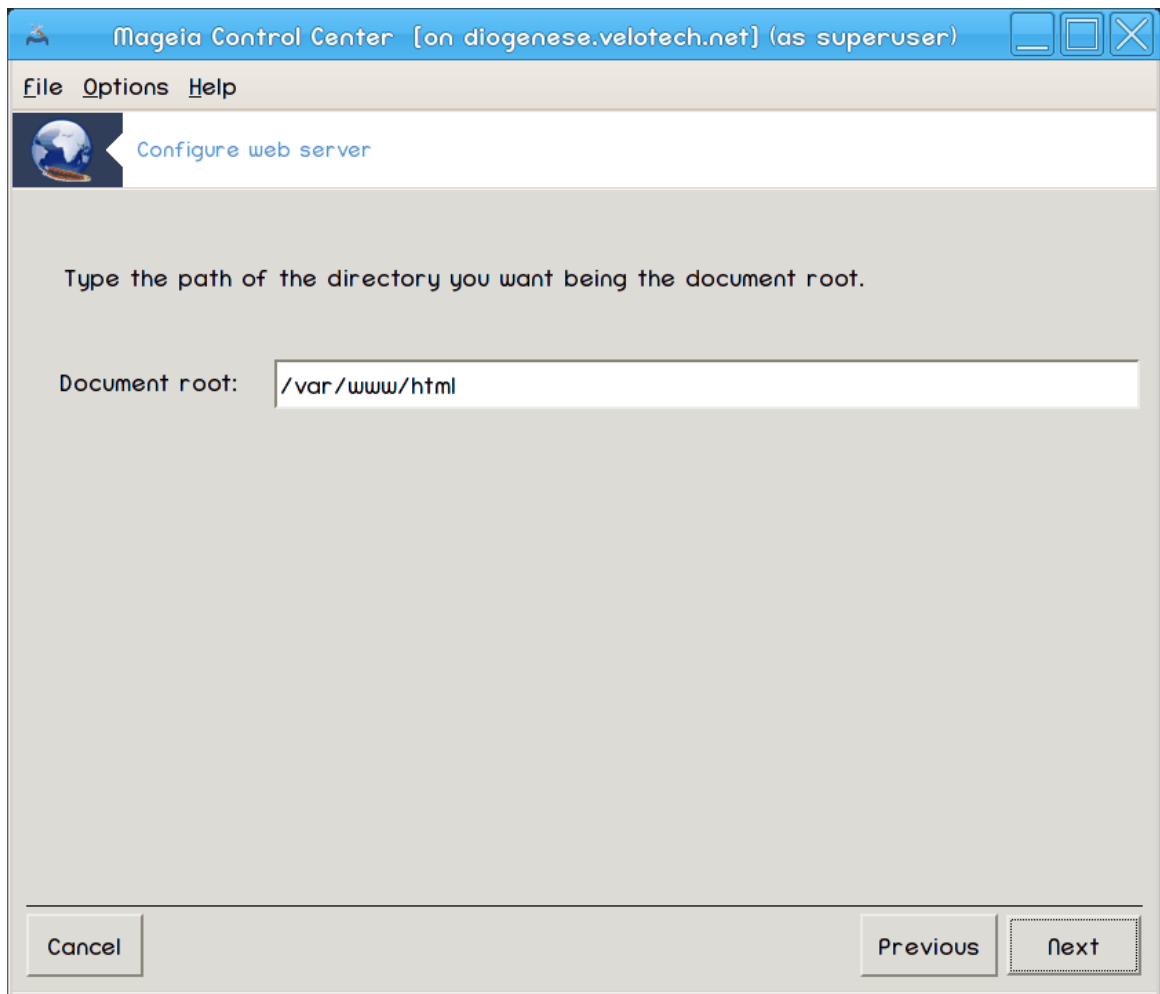 Mageia Control Center [on diogenese.velotech.net] (as superuser)
File Options Help
Configure web server
Type the path of the directory you want being the document root.
Document root: /var/www/html
Cancel Previous Next